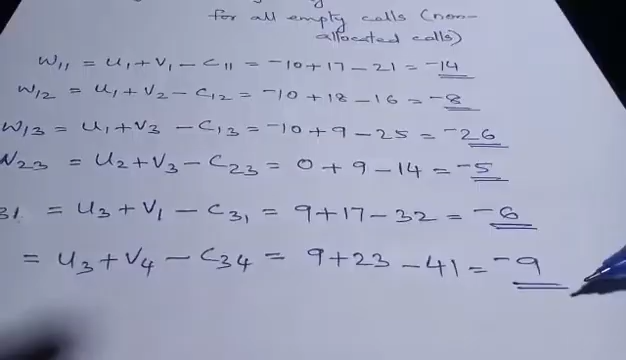 for all empty calls (non-
allocated calls)
W11 = U1+V1-C11 = -10+17-21 = -14
W12 = U1+V2-C12 = -10+18-16 = -8
W13 = U1+V3-C13 = -10+9-25 = -26
W23 = U2+V3-C23 = 0+9-14 = -5
31 = U3+V1-C31 = 9+17-32 = -6
= U3+V4-C34 = 9+23-41 = -9